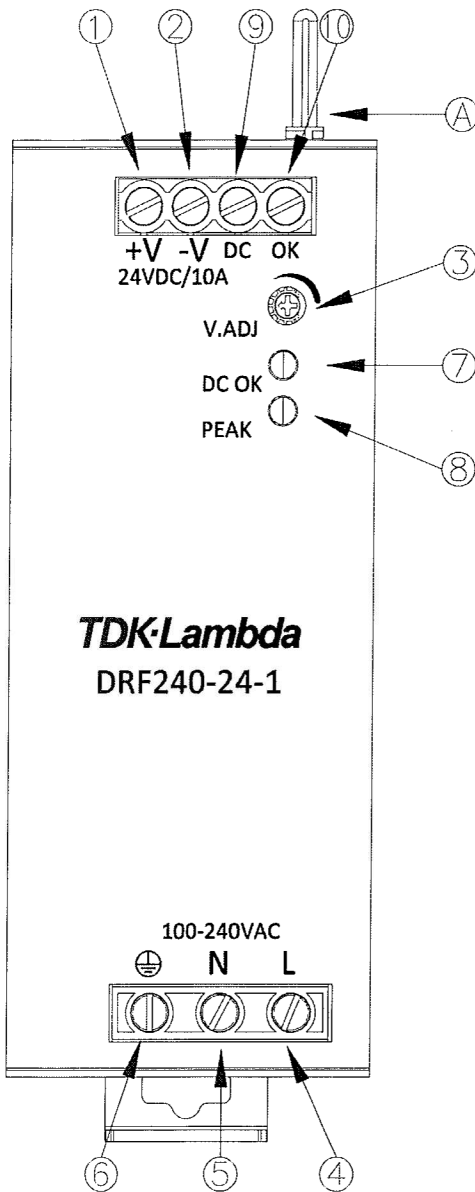 ① ② ⑨ ⑩
Ⓐ
+V -V DC OK
24VDC/10A
③
V.ADJ
⑦
DC OK
PEAK
⑧
TDK·Lambda
DRF240-24-1
100-240VAC
N L
⑥ ⑤ ④